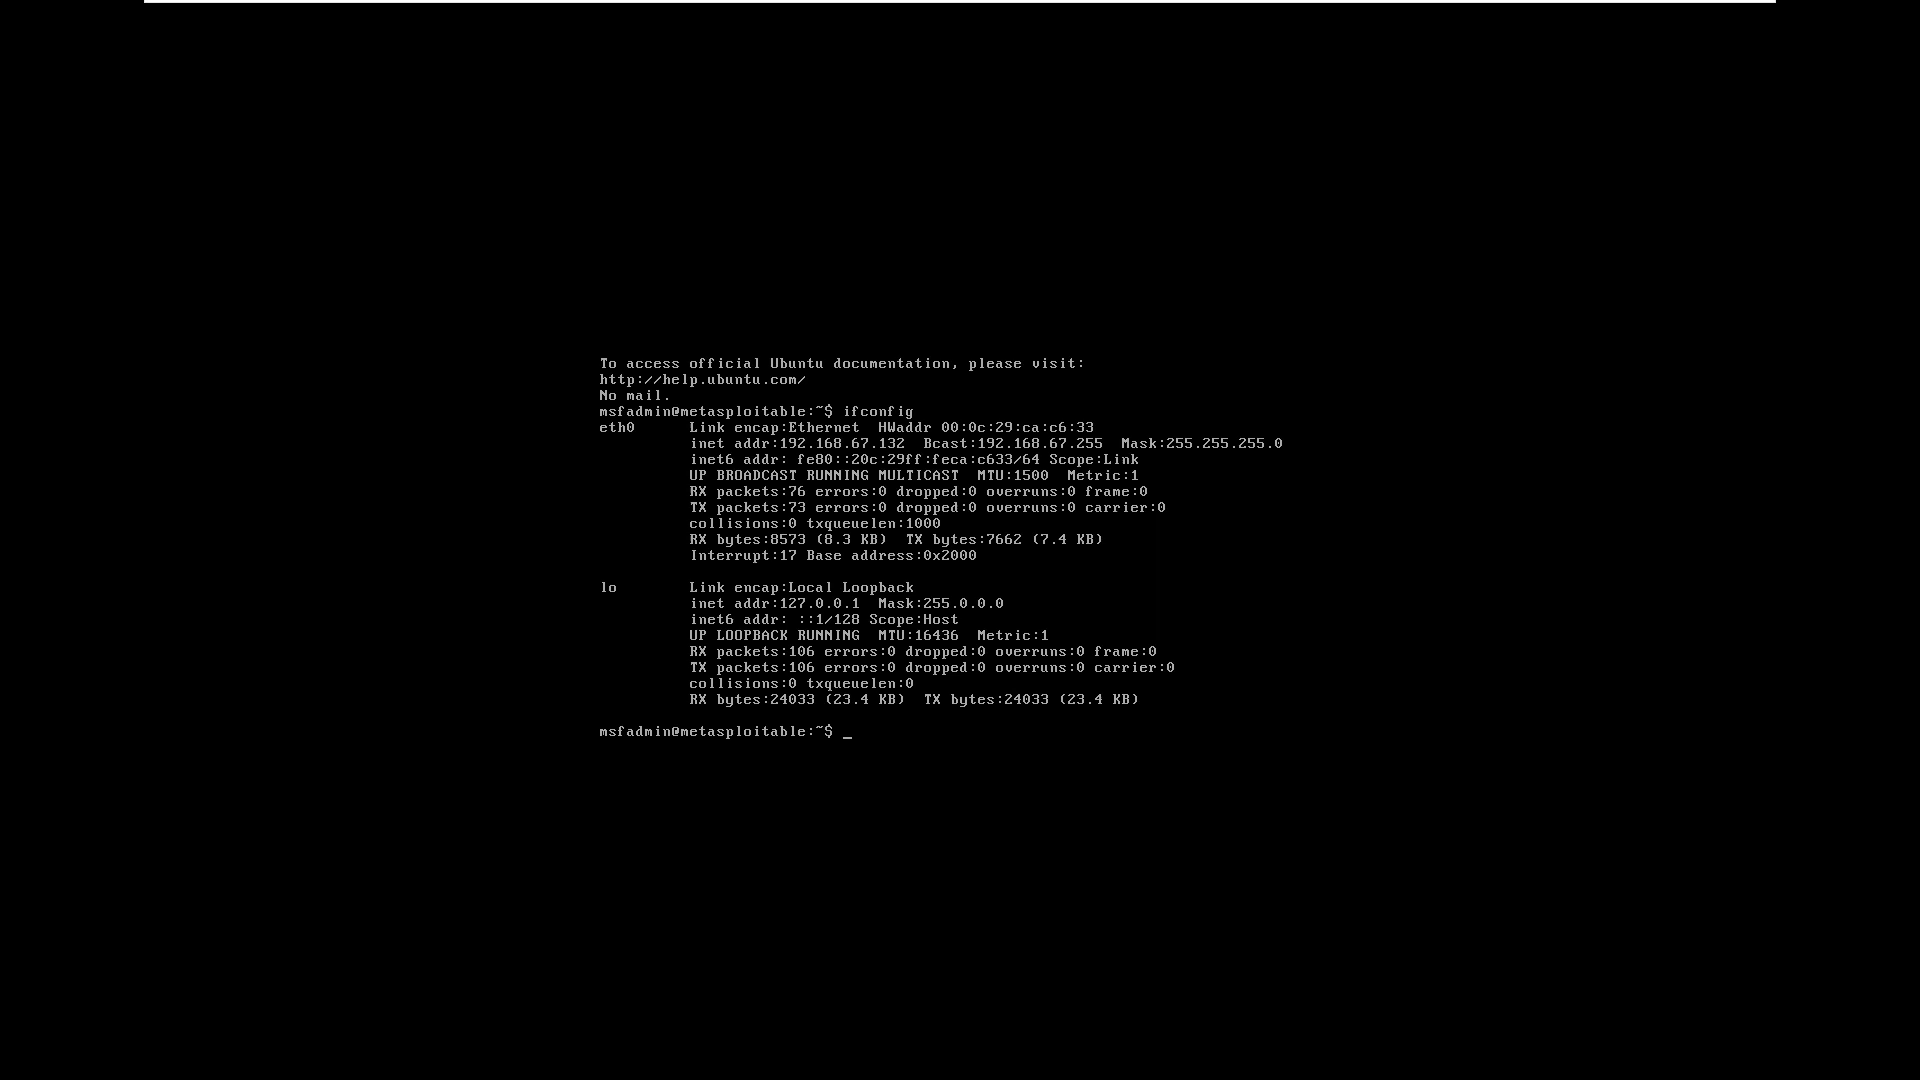 To access official Ubuntu documentation, please visit:
http://help.ubuntu.com/
No mail.
msfadmin@metasploitable:~$ ifconfig
eth0      Link encap:Ethernet  HWaddr 00:0c:29:ca:c6:33
          inet addr:192.168.67.132  Bcast:192.168.67.255  Mask:255.255.255.0
          inet6 addr: fe80::20c:29ff:feca:c633/64 Scope:Link
          UP BROADCAST RUNNING MULTICAST  MTU:1500  Metric:1
          RX packets:76 errors:0 dropped:0 overruns:0 frame:0
          TX packets:73 errors:0 dropped:0 overruns:0 carrier:0
          collisions:0 txqueuelen:1000
          RX bytes:8573 (8.3 KB)  TX bytes:7662 (7.4 KB)
          Interrupt:17 Base address:0x2000

lo        Link encap:Local Loopback
          inet addr:127.0.0.1  Mask:255.0.0.0
          inet6 addr: ::1/128 Scope:Host
          UP LOOPBACK RUNNING  MTU:16436  Metric:1
          RX packets:106 errors:0 dropped:0 overruns:0 frame:0
          TX packets:106 errors:0 dropped:0 overruns:0 carrier:0
          collisions:0 txqueuelen:0
          RX bytes:24033 (23.4 KB)  TX bytes:24033 (23.4 KB)

msfadmin@metasploitable:~$ _